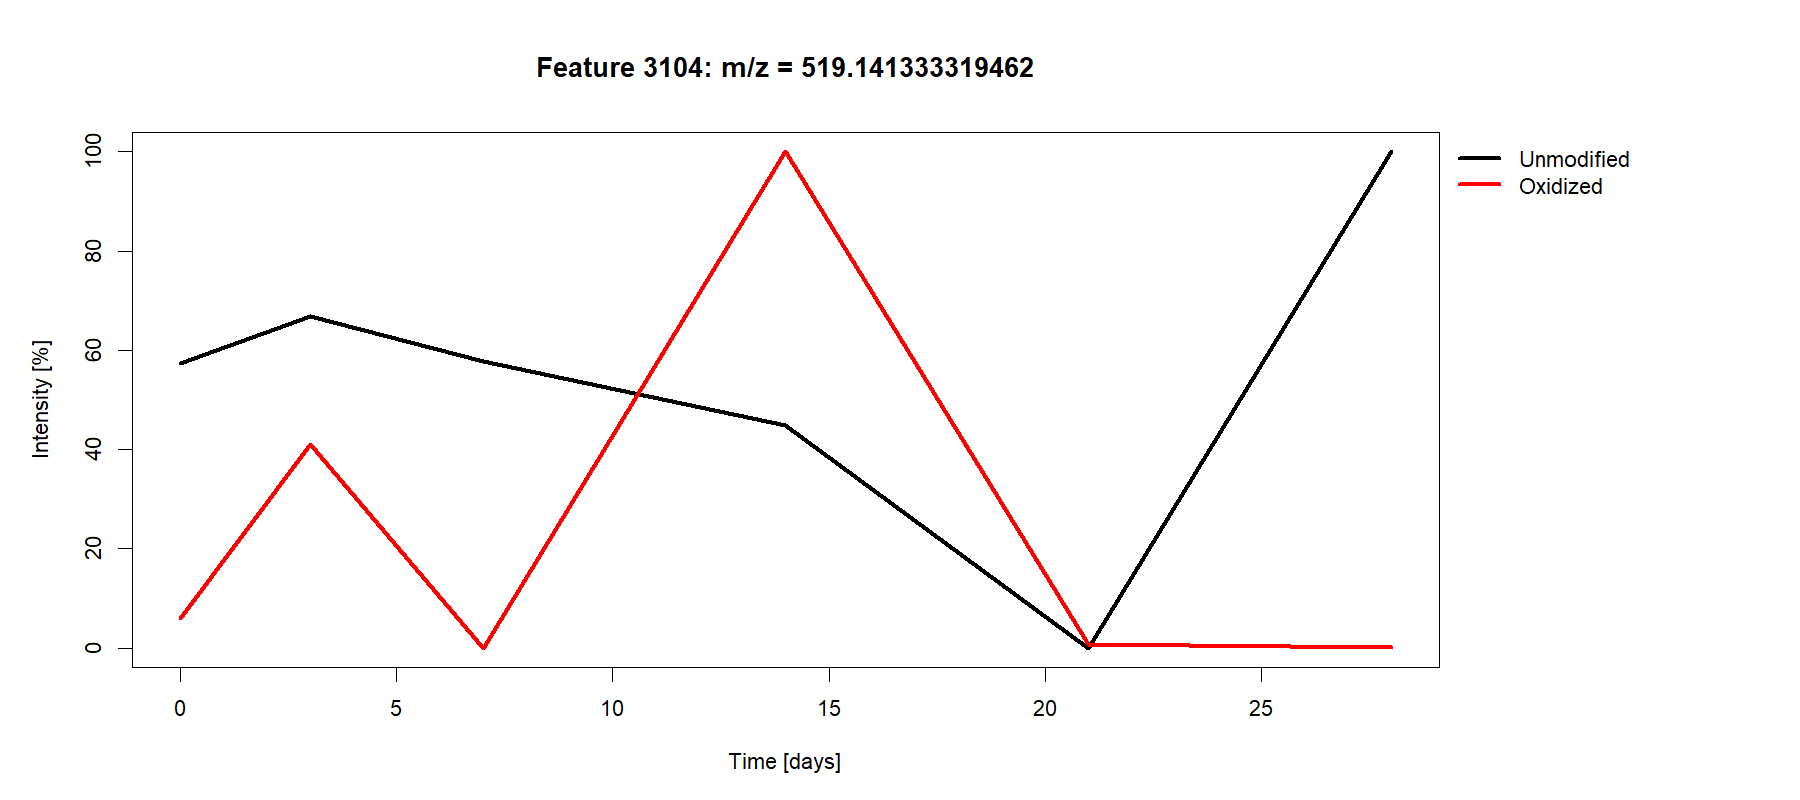 Feature 3104: m/z = 519.141333319462
100
80
60
40
20
0
Intensity [%]
Unmodified
Oxidized
0 5 10 15 20 25
Time [days]